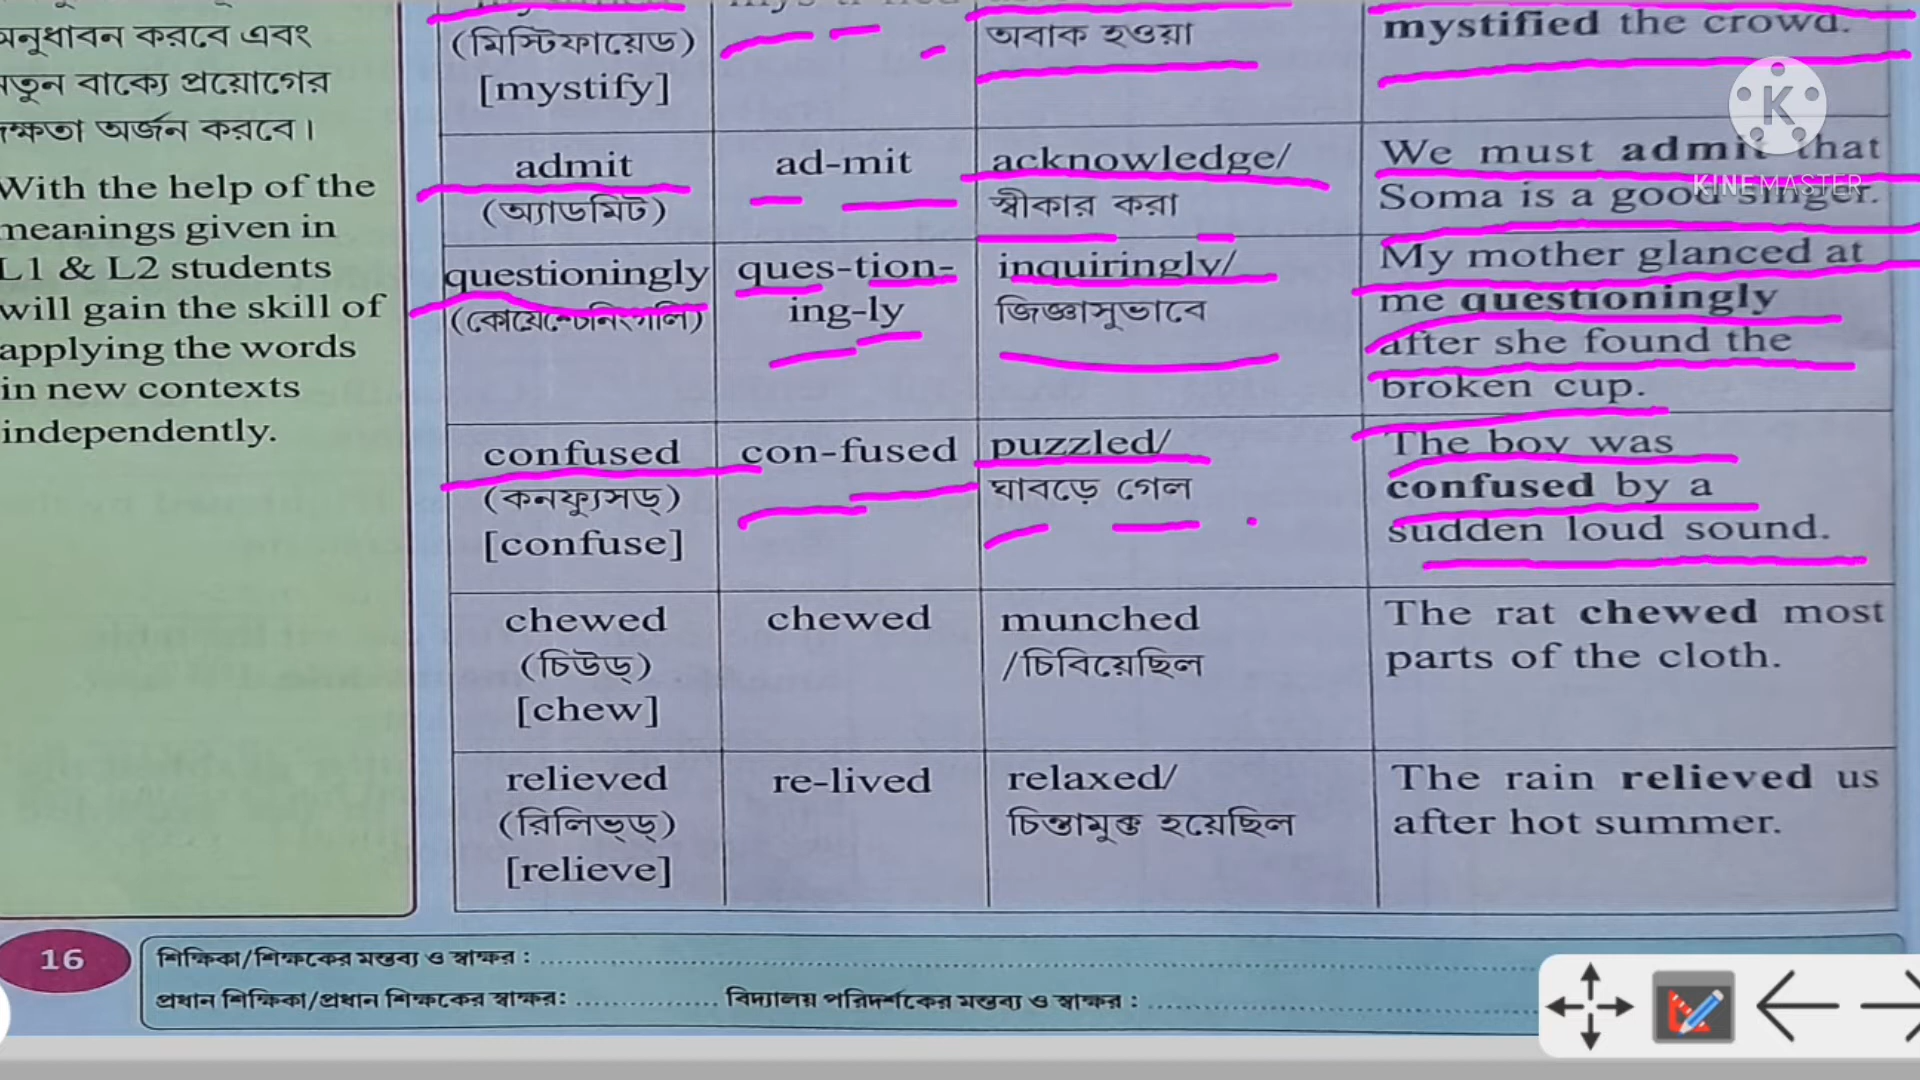 অনুধাবন করবে এবং
নতুন বাক্যে প্রয়োগের
দক্ষতা অর্জন করবে।
With the help of the
meanings given in
L1 & L2 students
will gain the skill of
applying the words
in new contexts
independently.
(মিস্টিফায়েড)
[mystify]
অবাক হওয়া
mystified the crowd.
admit
(অ্যাডমিট)
ad-mit
acknowledge/
স্বীকার করা
We must admit that
Soma is a good singer.
questioningly
(কোয়েশ্চেনিংগলি)
ques-tion-
ing-ly
inquiringly/
জিজ্ঞাসুভাবে
My mother glanced at
me questioningly
after she found the
broken cup.
confused
(কনফ্যুসড্)
[confuse]
con-fused
puzzled/
ঘাবড়ে গেল
The boy was
confused by a
sudden loud sound.
chewed
(চিউড্)
[chew]
chewed
munched
/চিবিয়েছিল
The rat chewed most
parts of the cloth.
relieved
(রিলিভ্ড্)
[relieve]
re-lived
relaxed/
চিন্তামুক্ত হয়েছিল
The rain relieved us
after hot summer.
16
শিক্ষিকা/শিক্ষকের মন্তব্য ও স্বাক্ষর :
প্রধান শিক্ষিকা/প্রধান শিক্ষকের স্বাক্ষর: বিদ্যালয় পরিদর্শকের মন্তব্য ও স্বাক্ষর :
K
KINEMASTER